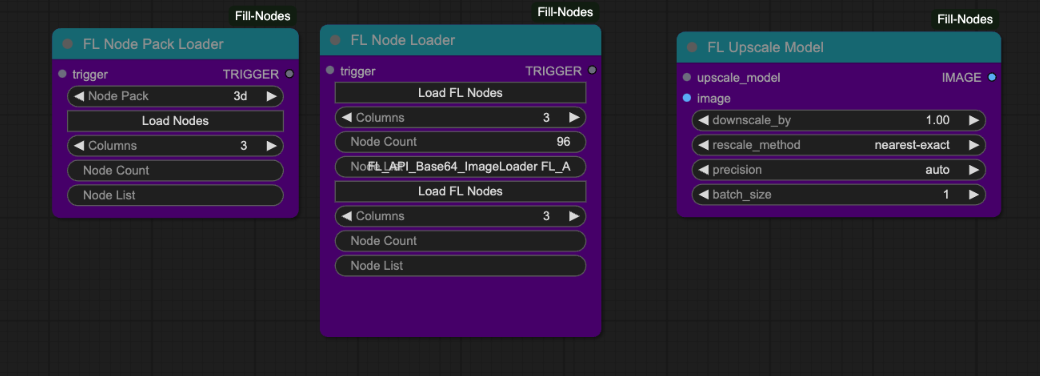 Fill-Nodes
FL Node Pack Loader
trigger TRIGGER
Node Pack 3d
Load Nodes
Columns 3
Node Count
Node List
Fill-Nodes
FL Node Loader
trigger TRIGGER
Load FL Nodes
Columns 3
Node Count 96
FL_API_Base64_ImageLoader FL_A
Load FL Nodes
Columns 3
Node Count
Node List
Fill-Nodes
FL Upscale Model
upscale_model IMAGE
image
downscale_by 1.00
rescale_method nearest-exact
precision auto
batch_size 1